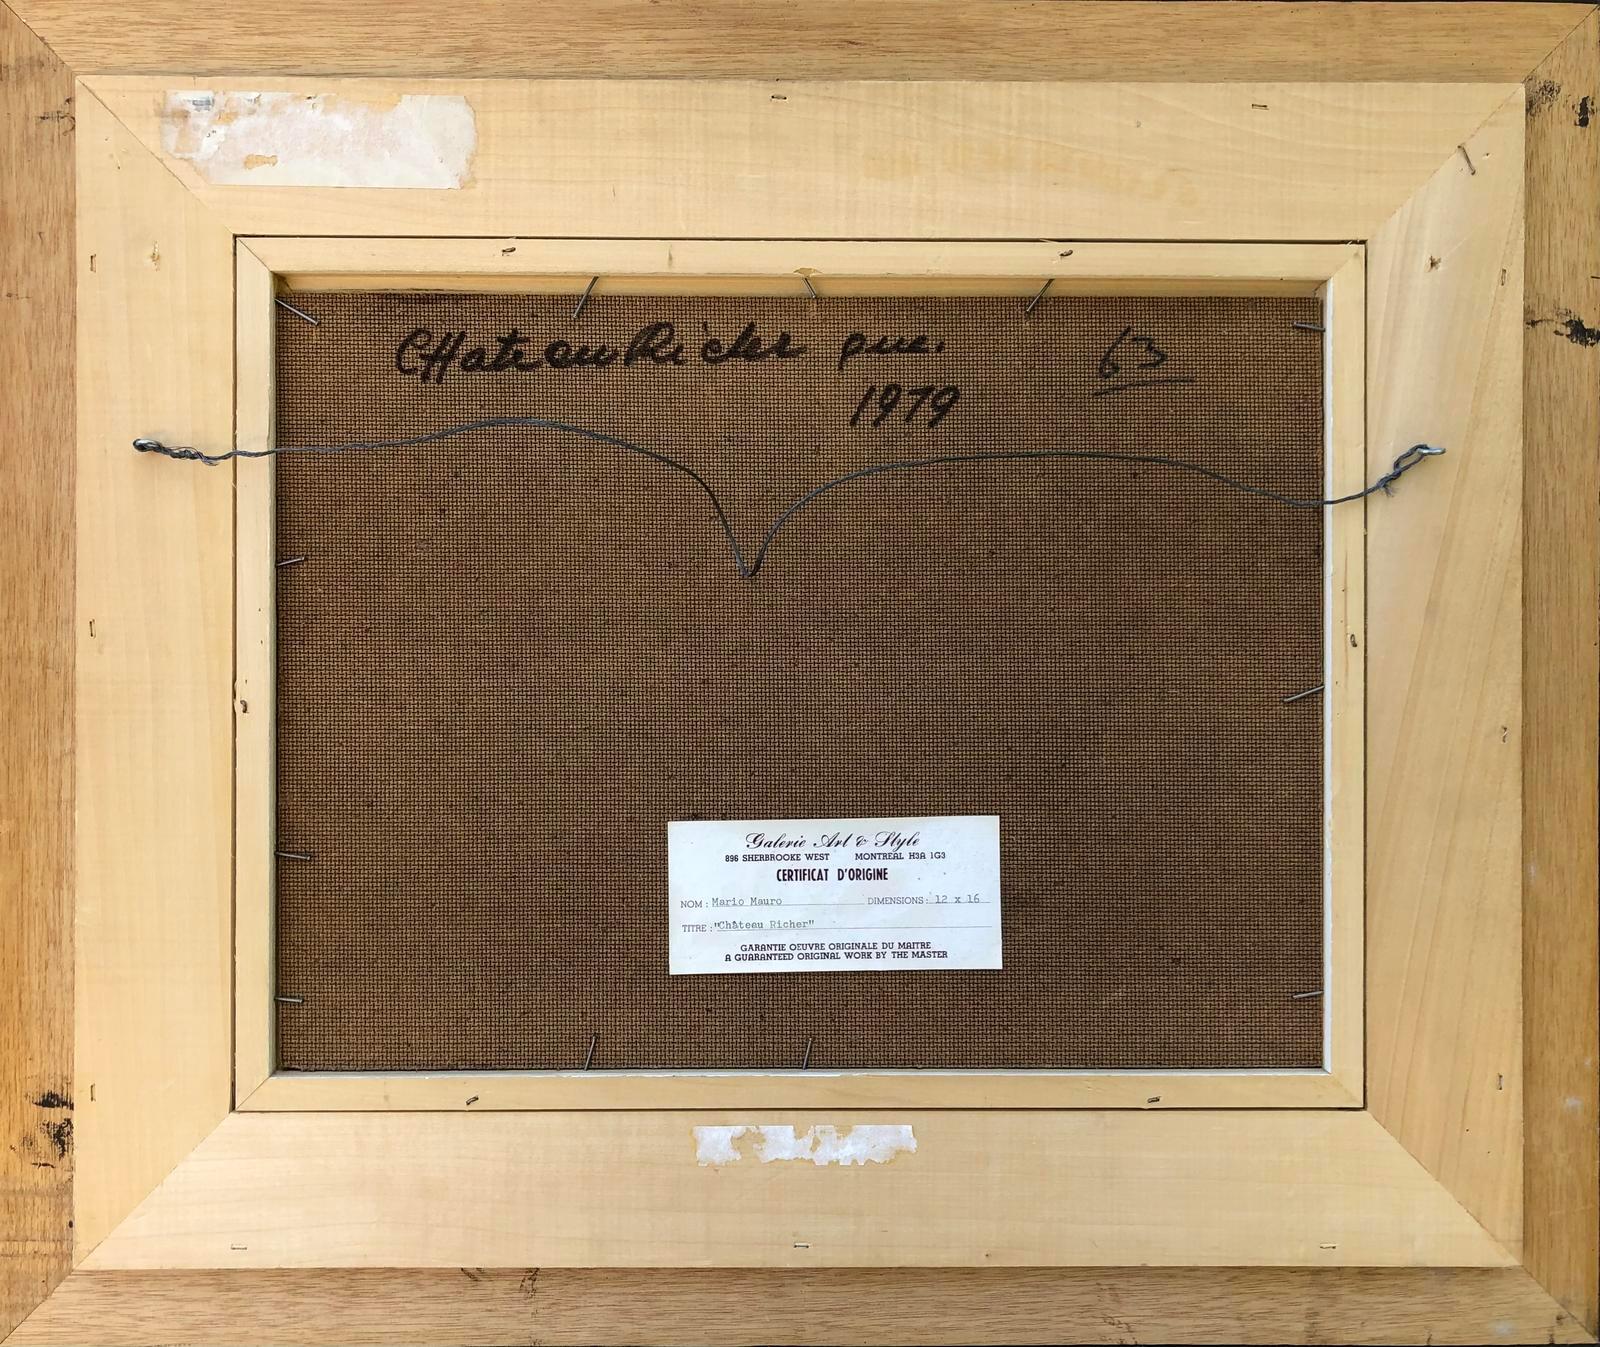 CHateau Richer que.
1979
63
Galerie Art & Style
896 SHERBROOKE WEST MONTREAL H3A 1G3
CERTIFICAT D'ORIGINE
NOM : Mario Mauro DIMENSIONS : 12 x 16
TITRE : "Château Richer"
GARANTIE OEUVRE ORIGINALE DU MAITRE
A GUARANTEED ORIGINAL WORK BY THE MASTER